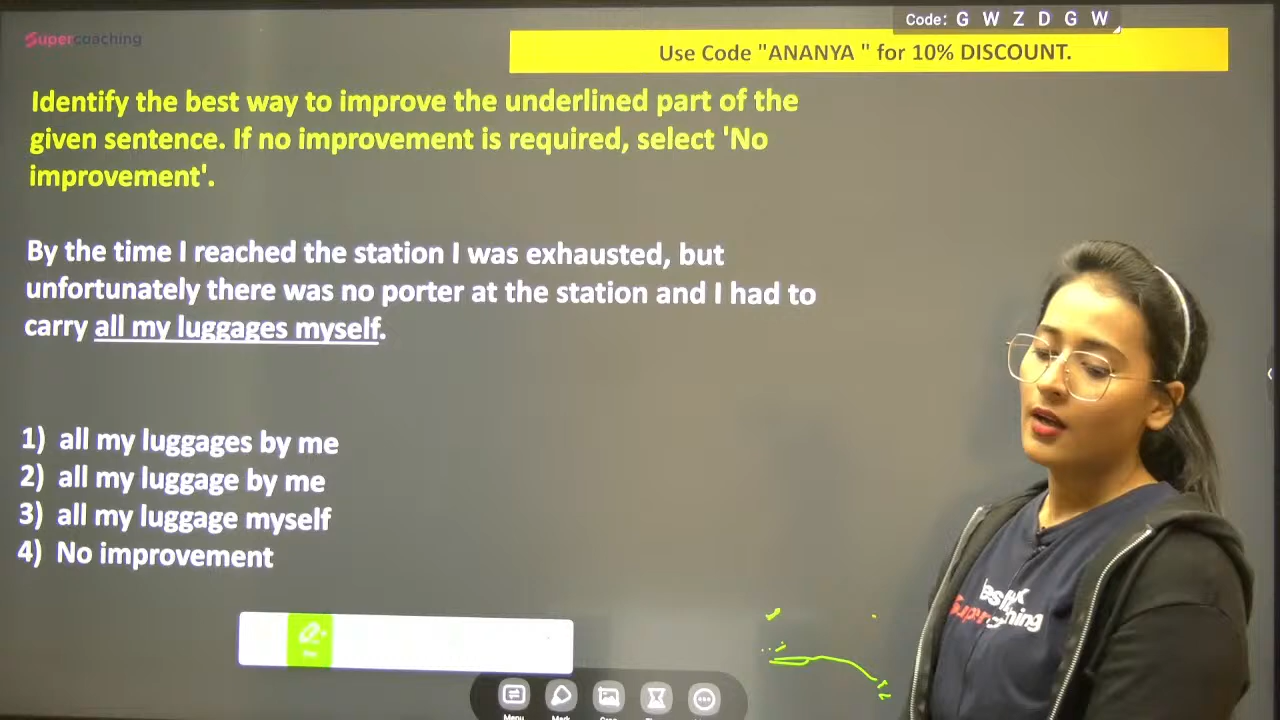 Code: G W Z D G W
Supercoaching
Use Code "ANANYA " for 10% DISCOUNT.
Identify the best way to improve the underlined part of the
given sentence. If no improvement is required, select 'No
improvement'.
By the time I reached the station I was exhausted, but
unfortunately there was no porter at the station and I had to
carry all my luggages myself.
1) all my luggages by me
2) all my luggage by me
3) all my luggage myself
4) No improvement
Supercoaching
Menu
Mark